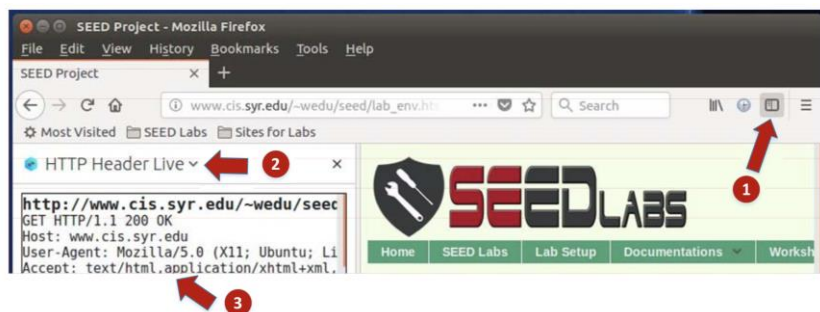 SEED Project - Mozilla Firefox
File Edit View History Bookmarks Tools Help
SEED Project × +
www.cis.syr.edu/~wedu/seed/lab_env.ht ... Search
Most Visited SEED Labs Sites for Labs
HTTP Header Live ×
2
1
http://www.cis.syr.edu/~wedu/seed
GET HTTP/1.1 200 OK
Host: www.cis.syr.edu
User-Agent: Mozilla/5.0 (X11; Ubuntu; Li
Accept: text/html,application/xhtml+xml,
3
SEEDLABS
Home SEED Labs Lab Setup Documentations Worksh